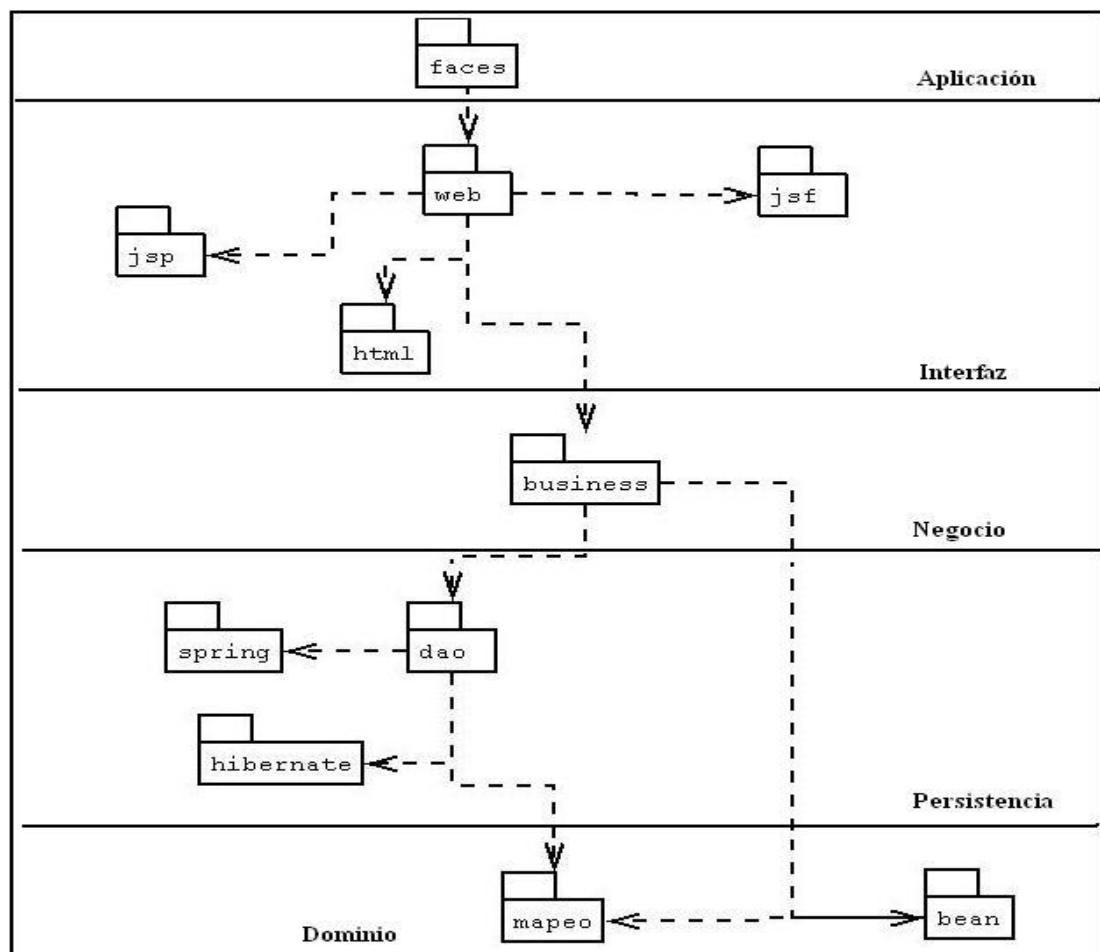 faces
Aplicación
web
jsf
jsp
html
Interfaz
business
Negocio
spring
dao
hibernate
Persistencia
mapeo
bean
Dominio